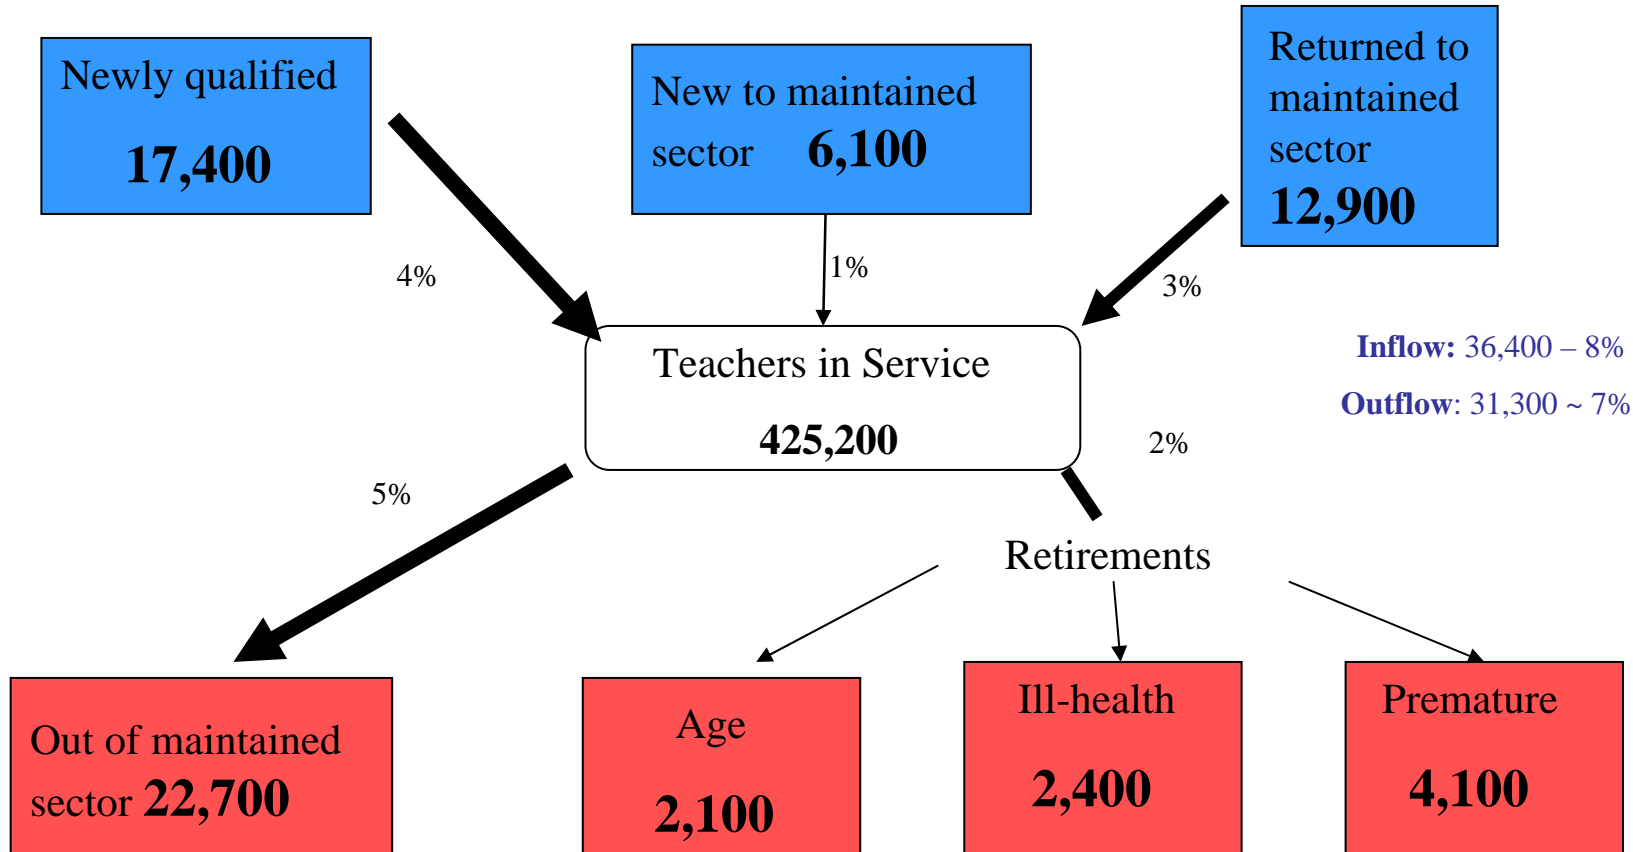 Newly qualified
17,400
New to maintained
sector 6,100
Returned to
maintained
sector
12,900
4%
1%
3%
Teachers in Service
425,200
Inflow: 36,400 – 8%
Outflow: 31,300 ~ 7%
5%
2%
Retirements
Out of maintained
sector 22,700
Age
2,100
Ill-health
2,400
Premature
4,100